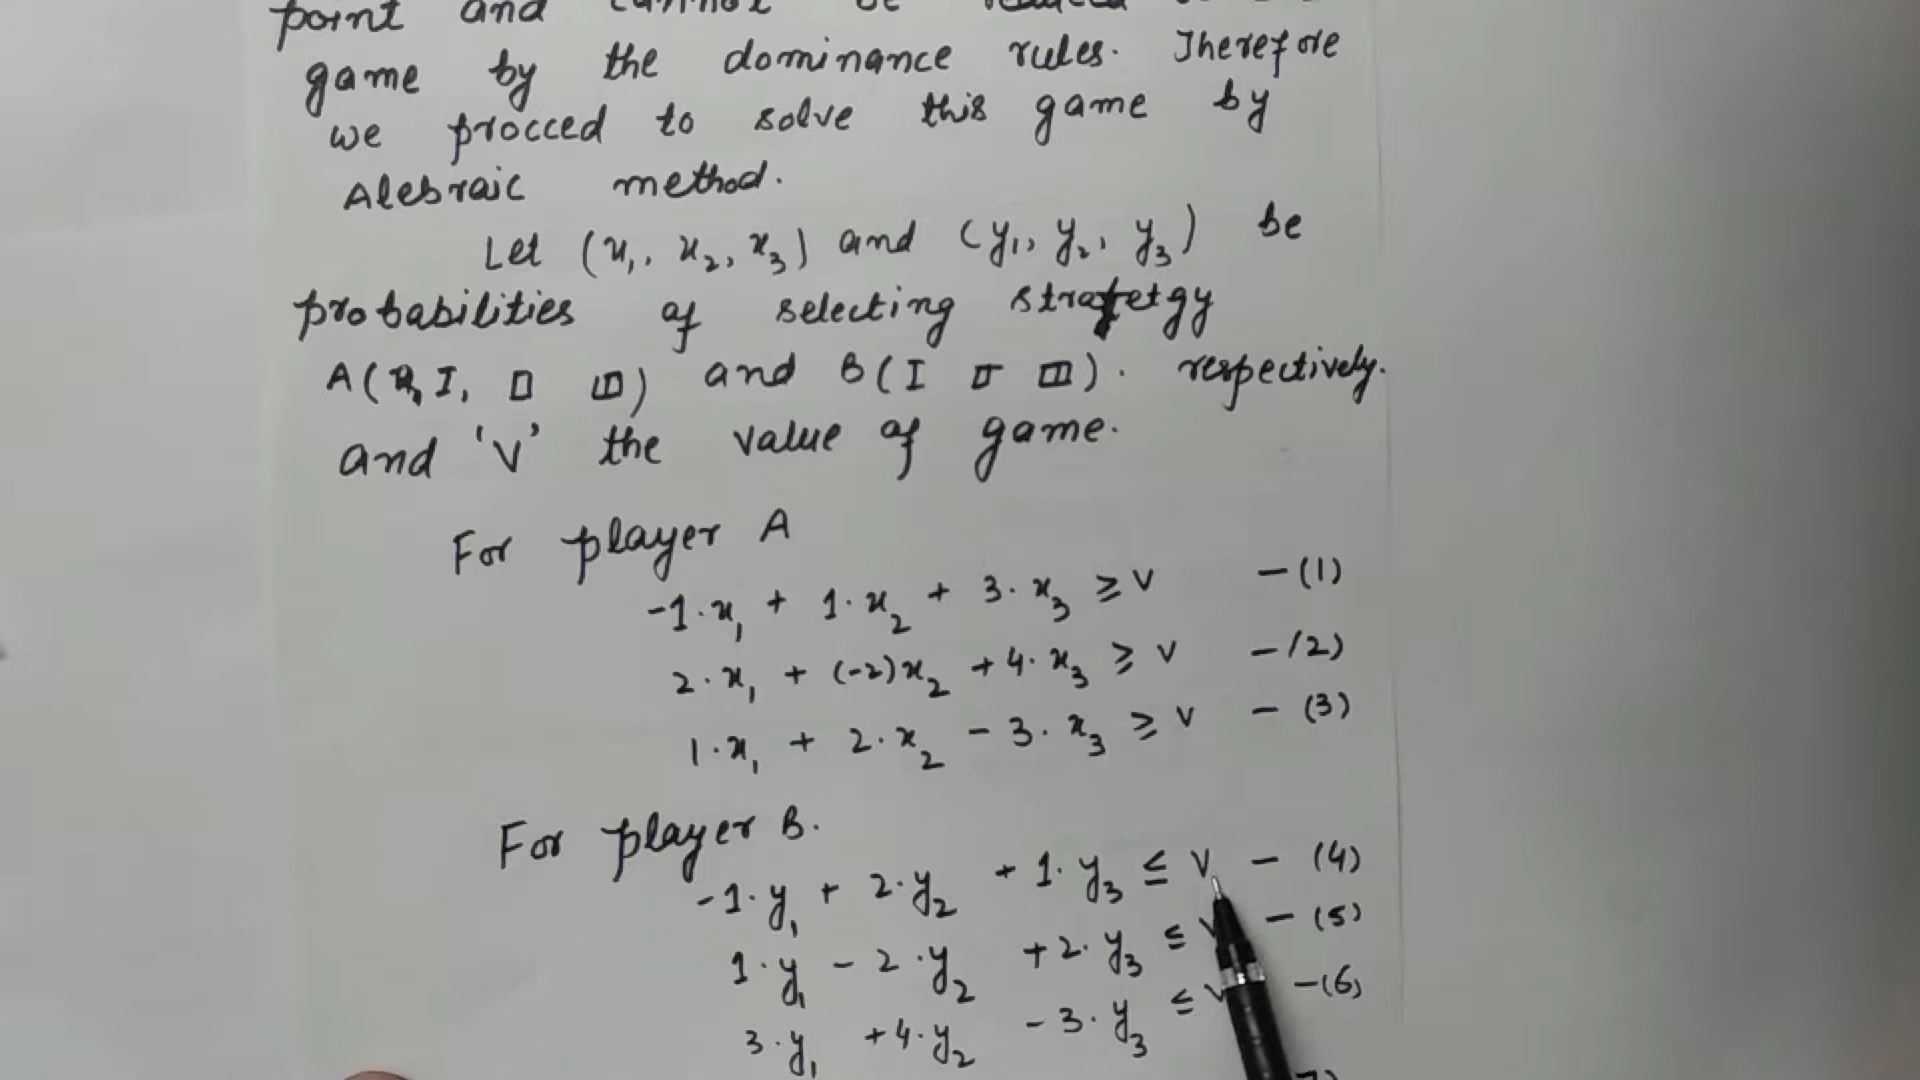 point and cannot be
game by the dominance rules. Therefore
we procced to solve this game by
Alebraic method.
Let (x₁, x₂, x₃) and (y₁, y₂, y₃) be
probabilities of selecting
A( I, II III) and B(I II III). respectively.
and 'V' the value of game.
For player A
-1·x₁ + 1·x₂ + 3·x₃ ≥ V — (1)
2·x₁ + (-2)x₂ + 4·x₃ ≥ V — (2)
1·x₁ + 2·x₂ - 3·x₃ ≥ V — (3)
For player B.
-1·y₁ + 2·y₂ + 1·y₃ ≤ V — (4)
1·y₁ - 2·y₂ + 2·y₃ ≤ V — (5)
3·y₁ + 4·y₂ - 3·y₃ ≤ V — (6)